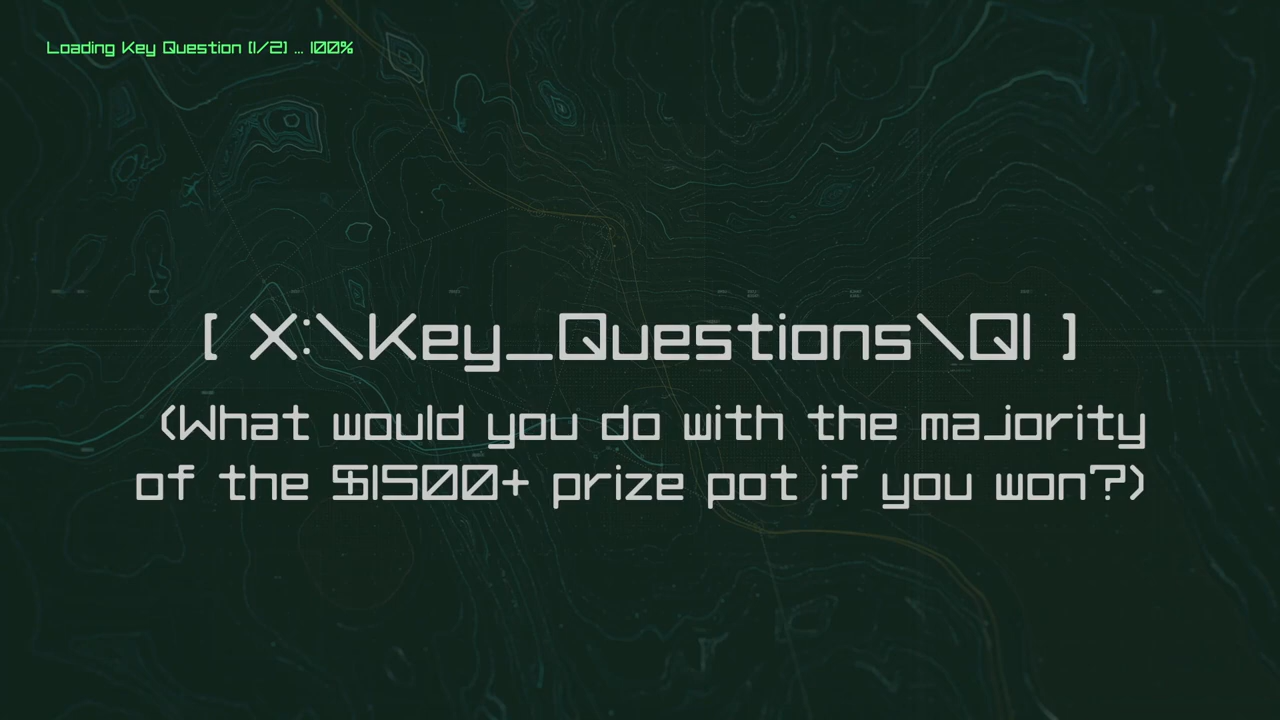 Loading Key Question [1/2] ... 100%
[ X:\Key_Questions\Q1 ]
(What would you do with the majority
of the $1500+ prize pot if you won?)